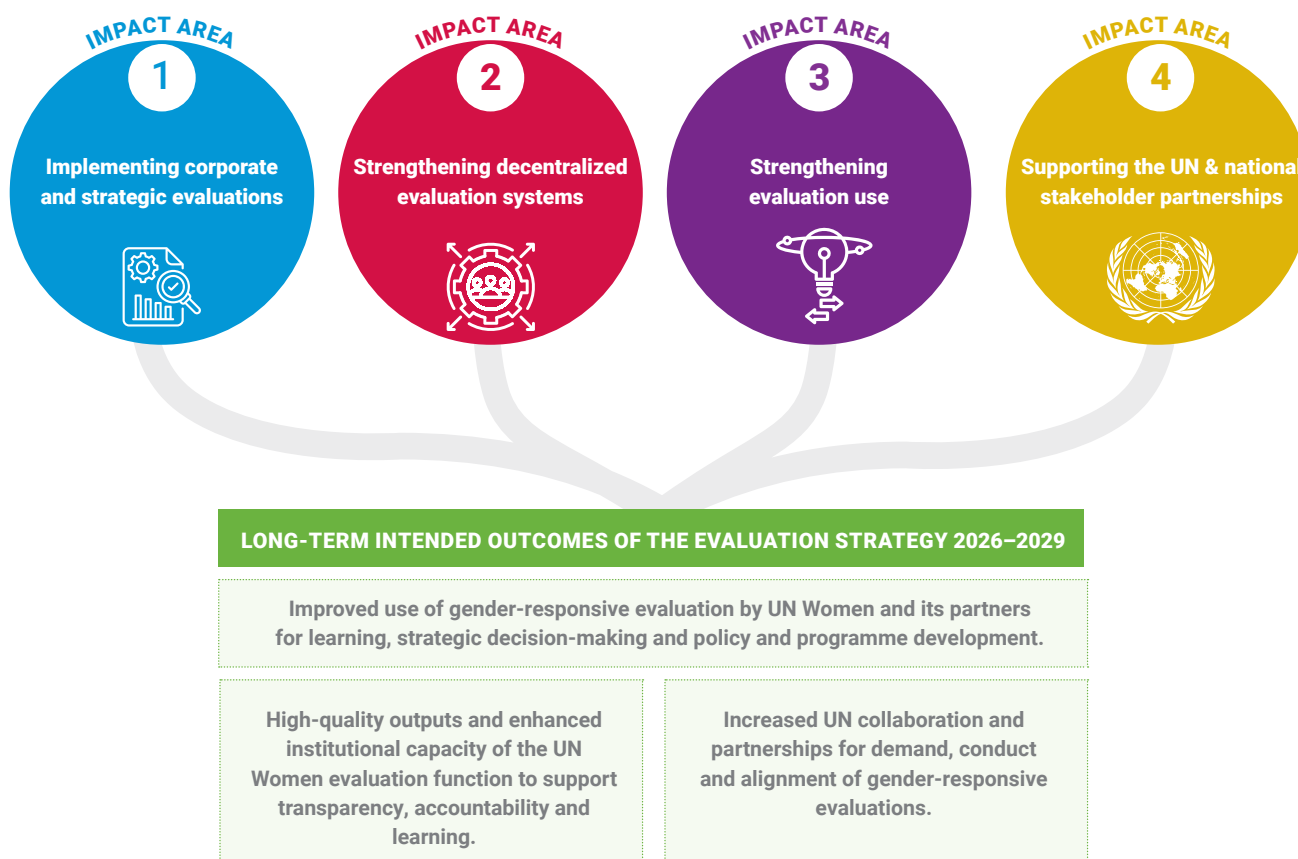 IMPACT AREA
1
Implementing corporate
and strategic evaluations
IMPACT AREA
2
Strengthening decentralized
evaluation systems
IMPACT AREA
3
Strengthening
evaluation use
IMPACT AREA
4
Supporting the UN & national
stakeholder partnerships
LONG-TERM INTENDED OUTCOMES OF THE EVALUATION STRATEGY 2026–2029
Improved use of gender-responsive evaluation by UN Women and its partners
for learning, strategic decision-making and policy and programme development.
High-quality outputs and enhanced
institutional capacity of the UN
Women evaluation function to support
transparency, accountability and
learning.
Increased UN collaboration and
partnerships for demand, conduct
and alignment of gender-responsive
evaluations.